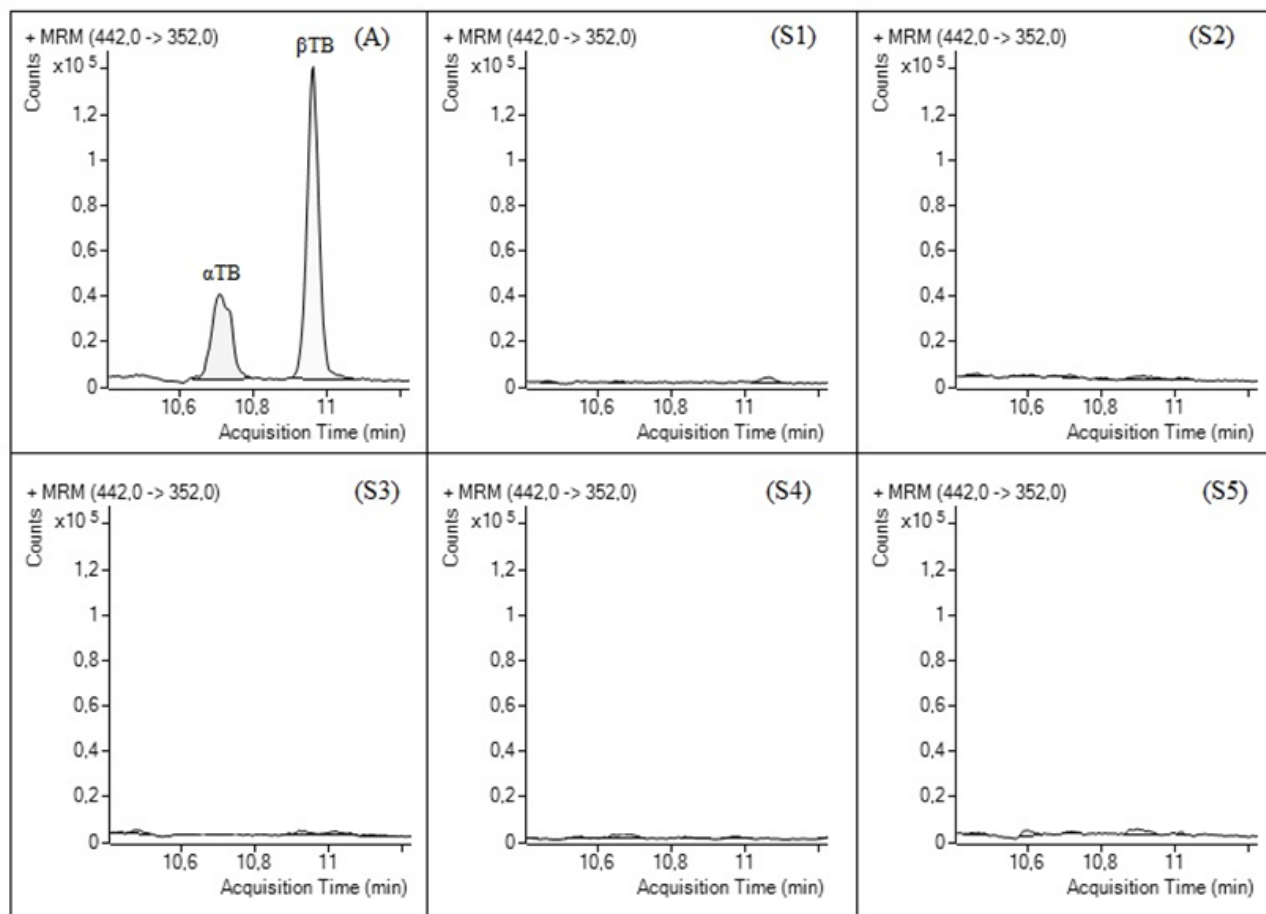 + MRM (442,0 -> 352,0) (A)
Counts
x10 5
βTB
αTB
1,2
1
0,8
0,6
0,4
0,2
0
10,6 10,8 11
Acquisition Time (min)
+ MRM (442,0 -> 352,0) (S1)
Counts
x10 5
1,2
1
0,8
0,6
0,4
0,2
0
10,6 11
Acquisition Time (min)
+ MRM (442,0 -> 352,0) (S2)
Counts
x10 5
1,2
1
0,8
0,6
0,4
0,2
0
10,6 10,8 11
Acquisition Time (min)
+ MRM (442,0 -> 352,0) (S3)
Counts
x10 5
1,2
1
0,8
0,6
0,4
0,2
0
10,6 11
Acquisition Time (min)
+ MRM (442,0 -> 352,0) (S4)
Counts
x10 5
1,2
1
0,8
0,6
0,4
0,2
0
10,6 11
Acquisition Time (min)
+ MRM (442,0 -> 352,0) (S5)
Counts
x10 5
1,2
1
0,8
0,6
0,4
0,2
0
10,6 10,8 11
Acquisition Time (min)